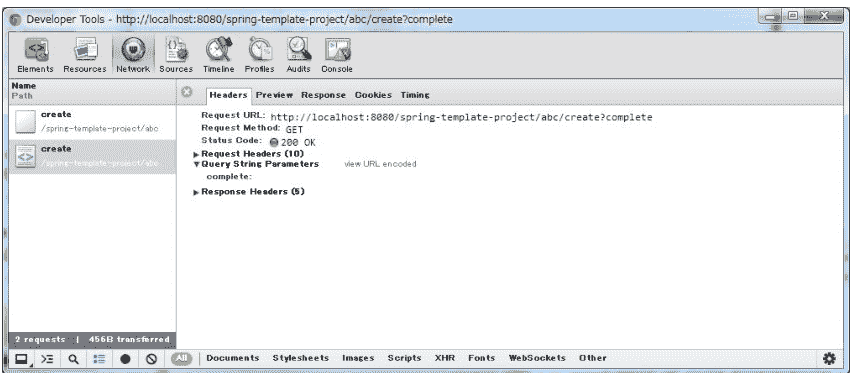 Developer Tools - http://localhost:8080/spring-template-project/abc/create?complete
Elements Resources Network Sources Timeline Profiles Audits Console
Name
Path
Headers Preview Response Cookies Timing
create
/spring-template-project/abc
create
/spring-template-project/abc
Request URL: http://localhost:8080/spring-template-project/abc/create?complete
Request Method: GET
Status Code: 200 OK
Request Headers (10)
Query String Parameters view URL encoded
complete:
Response Headers (5)
2 requests | 456B transferred
All Documents Stylesheets Images Scripts XHR Fonts WebSockets Other